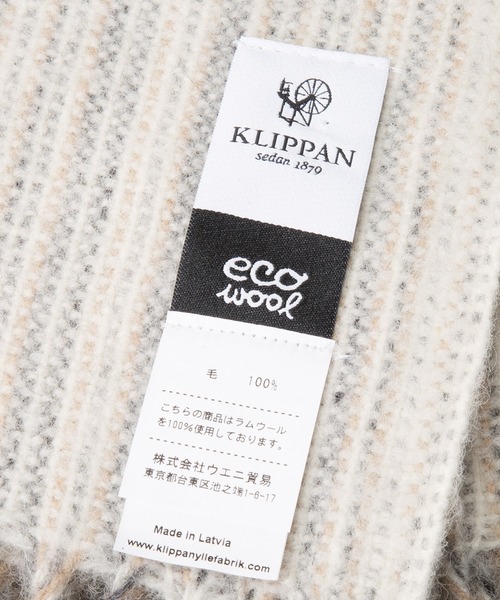 KLIPPAN
sedan 1879
eco
wool
毛 100%
こちらの商品はラムウール
を100%使用しております。
株式会社ウエニ貿易
東京都台東区池之端1-6-17
Made in Latvia
www.klippanyllefabrik.com